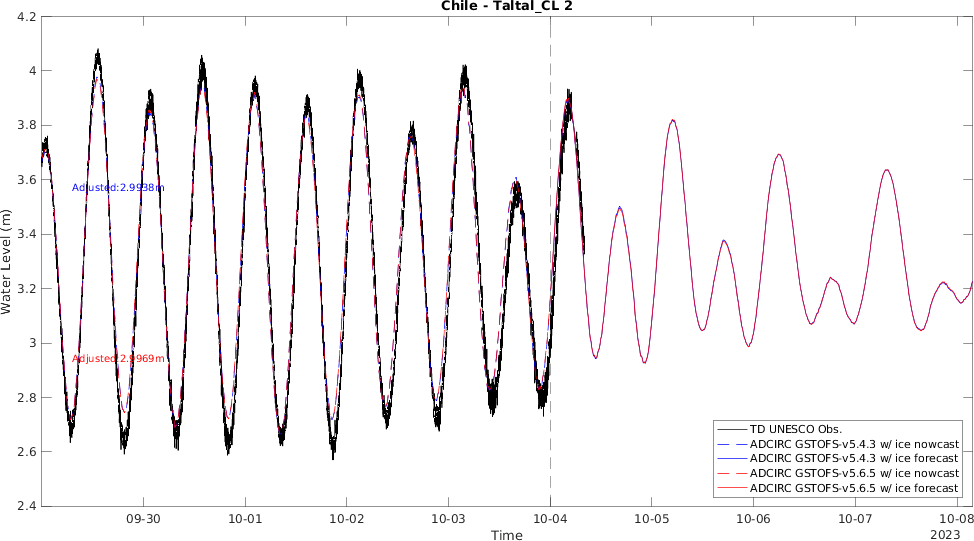 Chile - Taltal_CL 2
4.2
4
3.8
3.6
3.4
3.2
3
2.8
2.6
2.4
Water Level (m)
Adjusted:2.9938m
Adjusted:2.9969m
TD UNESCO Obs.
ADCIRC GSTOFS-v5.4.3 w/ ice nowcast
ADCIRC GSTOFS-v5.4.3 w/ ice forecast
ADCIRC GSTOFS-v5.6.5 w/ ice nowcast
ADCIRC GSTOFS-v5.6.5 w/ ice forecast
09-30 10-01 10-02 10-03 10-04 10-05 10-06 10-07 10-08
Time
2023